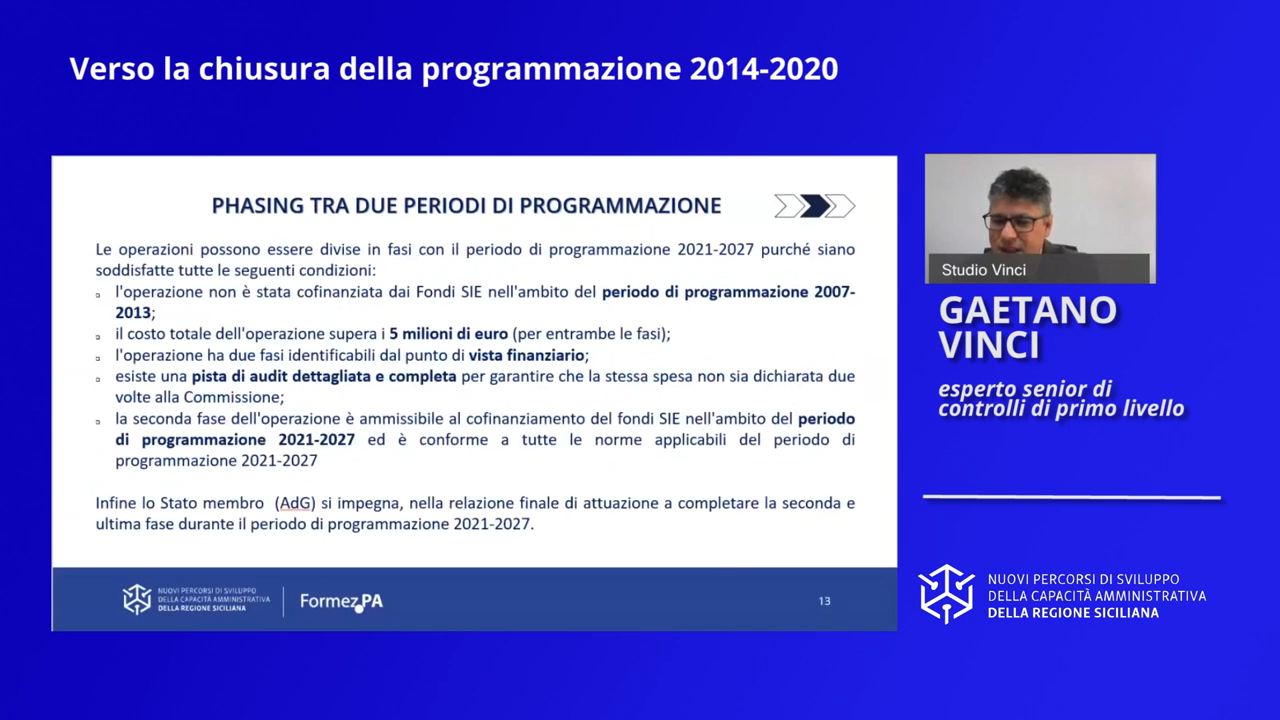 Verso la chiusura della programmazione 2014-2020
PHASING TRA DUE PERIODI DI PROGRAMMAZIONE
Le operazioni possono essere divise in fasi con il periodo di programmazione 2021-2027 purché siano
soddisfatte tutte le seguenti condizioni:
l'operazione non è stata cofinanziata dai Fondi SIE nell'ambito del periodo di programmazione 2007-
2013;
il costo totale dell'operazione supera i 5 milioni di euro (per entrambe le fasi);
l'operazione ha due fasi identificabili dal punto di vista finanziario;
esiste una pista di audit dettagliata e completa per garantire che la stessa spesa non sia dichiarata due
volte alla Commissione;
la seconda fase dell'operazione è ammissibile al cofinanziamento del fondi SIE nell'ambito del periodo
di programmazione 2021-2027 ed è conforme a tutte le norme applicabili del periodo di
programmazione 2021-2027
Infine lo Stato membro (AdG) si impegna, nella relazione finale di attuazione a completare la seconda e
ultima fase durante il periodo di programmazione 2021-2027.
NUOVI PERCORSI DI SVILUPPO
DELLA CAPACITÀ AMMINISTRATIVA
DELLA REGIONE SICILIANA
Formez PA
13
Studio Vinci
GAETANO
VINCI
esperto senior di
controlli di primo livello
NUOVI PERCORSI DI SVILUPPO
DELLA CAPACITÀ AMMINISTRATIVA
DELLA REGIONE SICILIANA